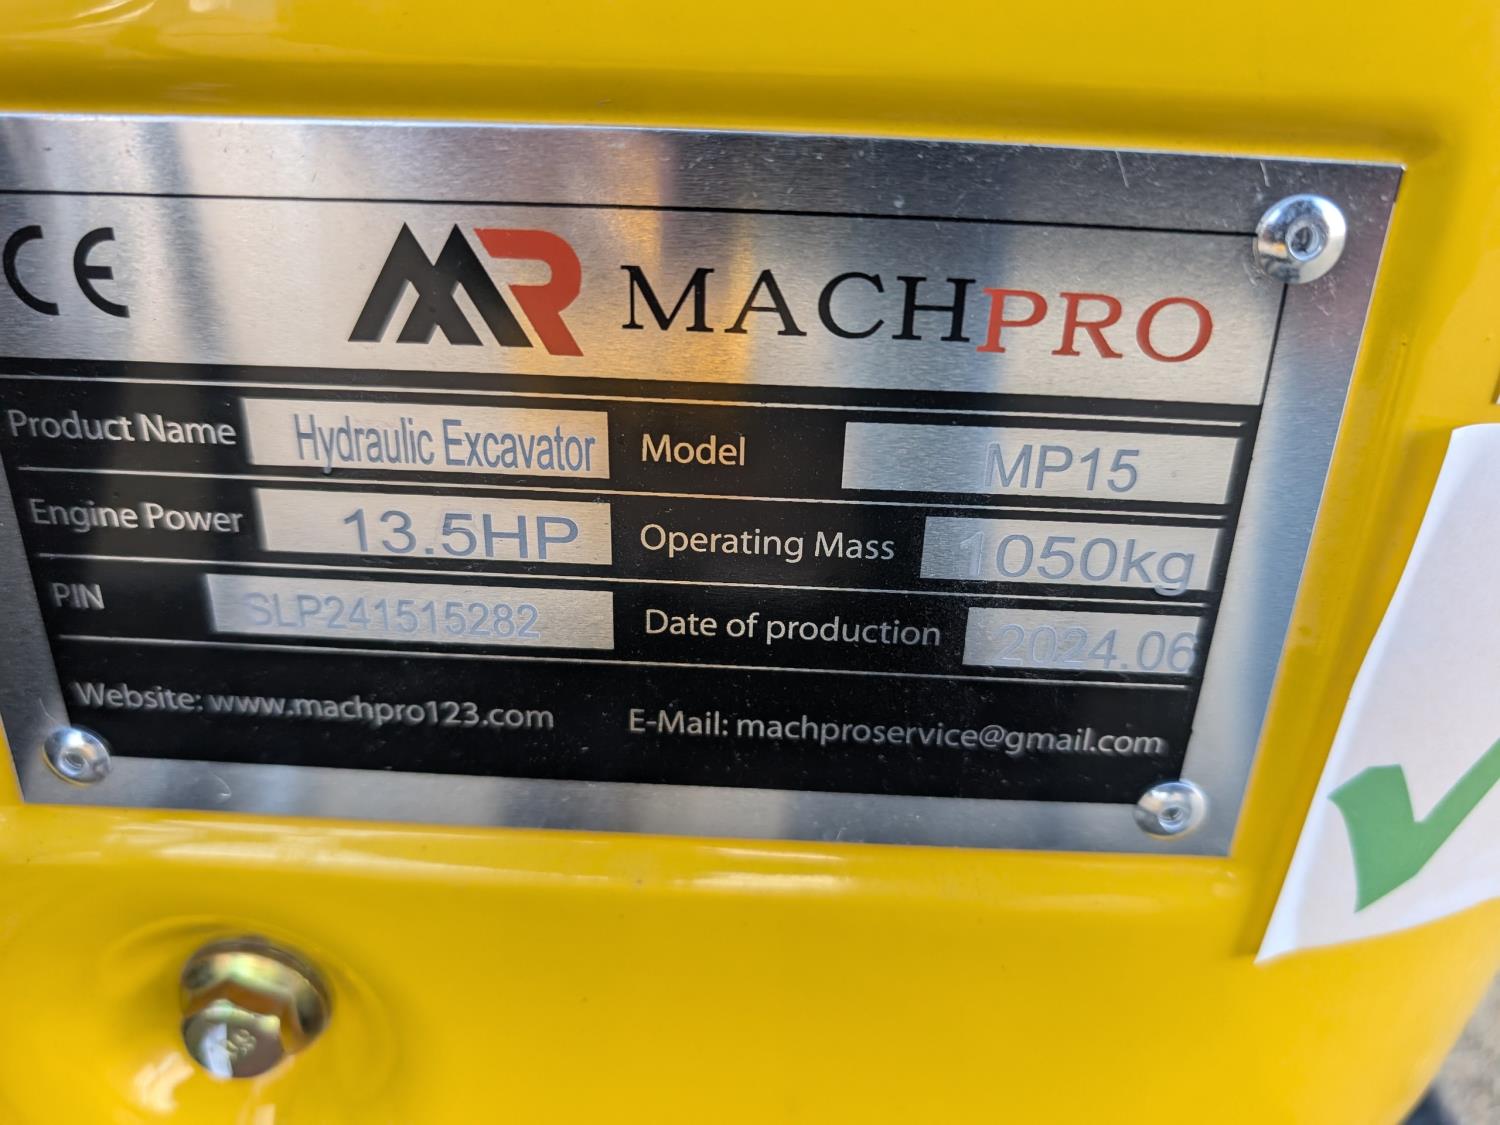 CE MACHPRO
Product Name Hydraulic Excavator Model MP15
Engine Power 13.5HP Operating Mass 1050kg
PIN SLP241515282 Date of production 2024.06
Website: www.machpro123.com E-Mail: machproservice@gmail.com